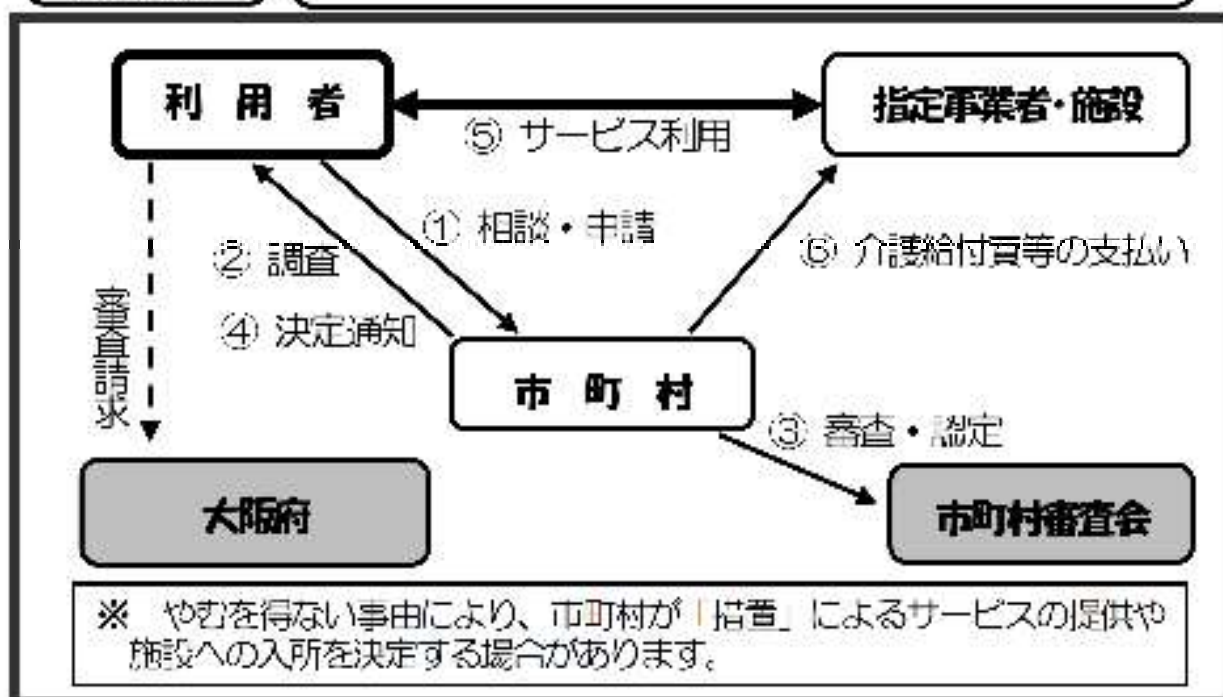 利用者
指定事業者・施設
⑤ サービス利用
① 相談・申請
② 調査
⑥ 介護給付費等の支払い
審査請求
④ 決定通知
市町村
③ 審査・認定
大阪府
市町村審査会
※ やむを得ない事由により、市町村が「措置」によるサービスの提供や
施設への入所を決定する場合があります。